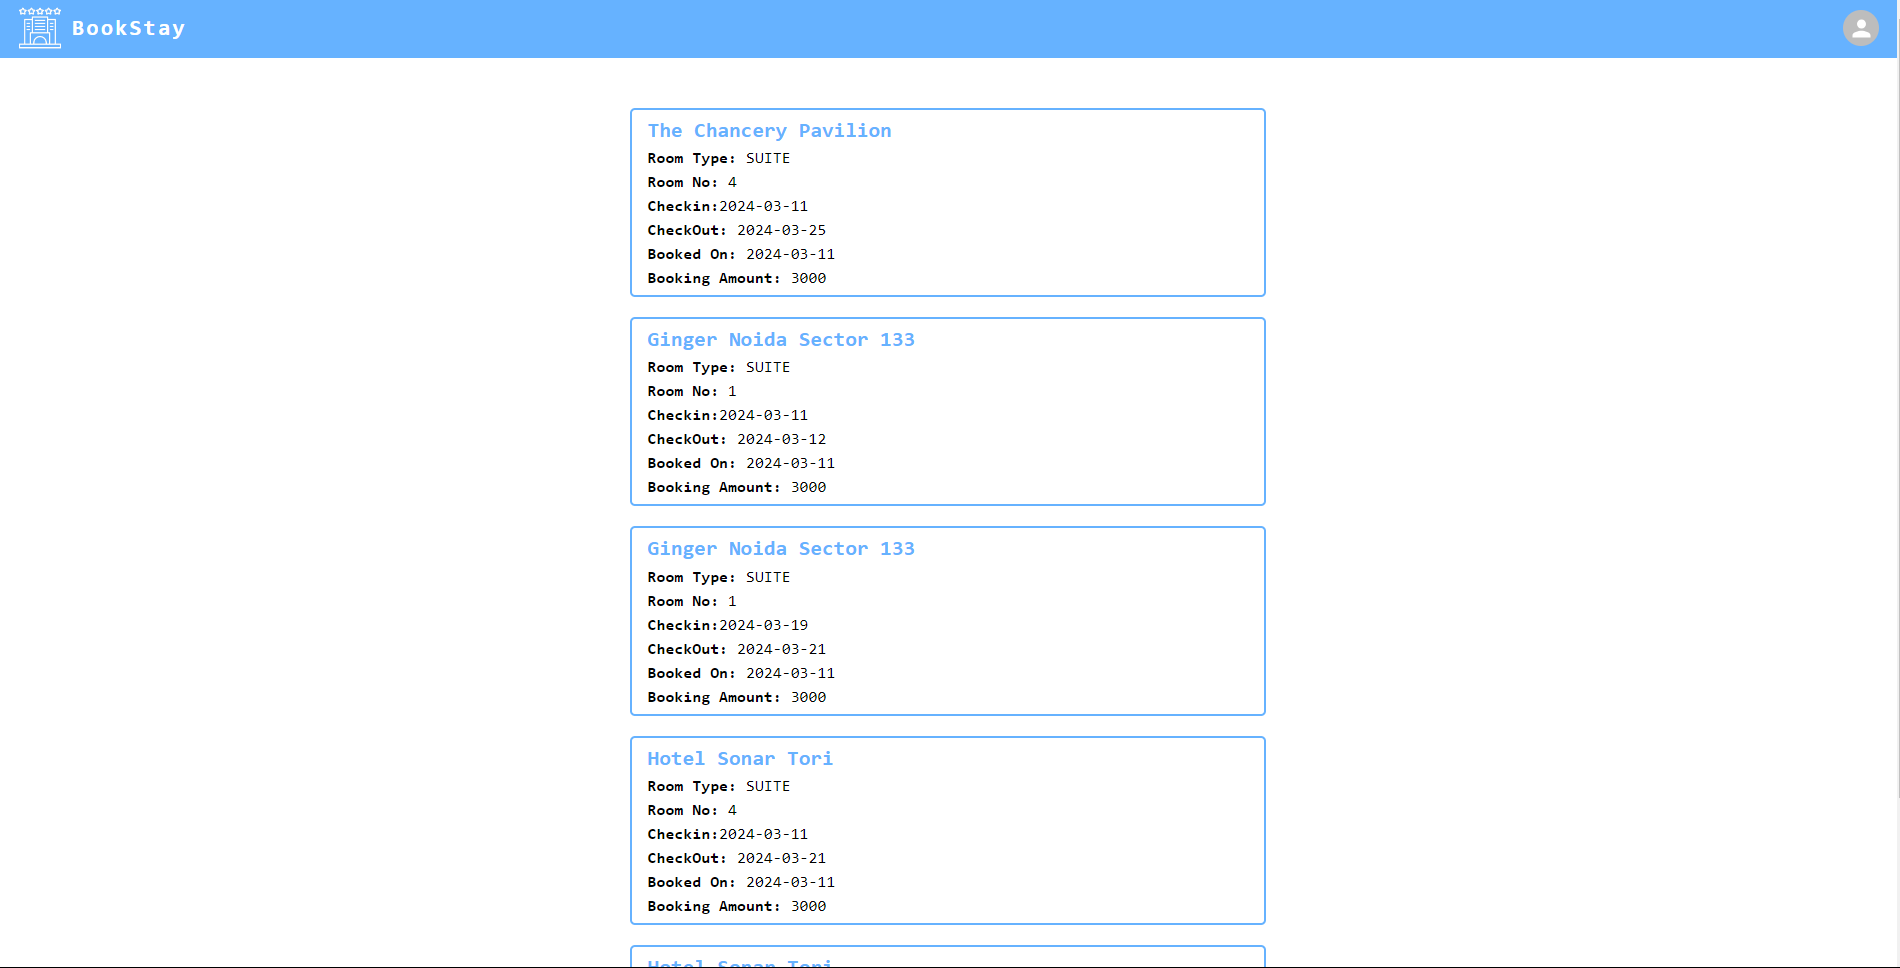 BookStay
The Chancery Pavilion
Room Type: SUITE
Room No: 4
Checkin:2024-03-11
CheckOut: 2024-03-25
Booked On: 2024-03-11
Booking Amount: 3000
Ginger Noida Sector 133
Room Type: SUITE
Room No: 1
Checkin:2024-03-11
CheckOut: 2024-03-12
Booked On: 2024-03-11
Booking Amount: 3000
Ginger Noida Sector 133
Room Type: SUITE
Room No: 1
Checkin:2024-03-19
CheckOut: 2024-03-21
Booked On: 2024-03-11
Booking Amount: 3000
Hotel Sonar Tori
Room Type: SUITE
Room No: 4
Checkin:2024-03-11
CheckOut: 2024-03-21
Booked On: 2024-03-11
Booking Amount: 3000
Hotel Sonar Tori